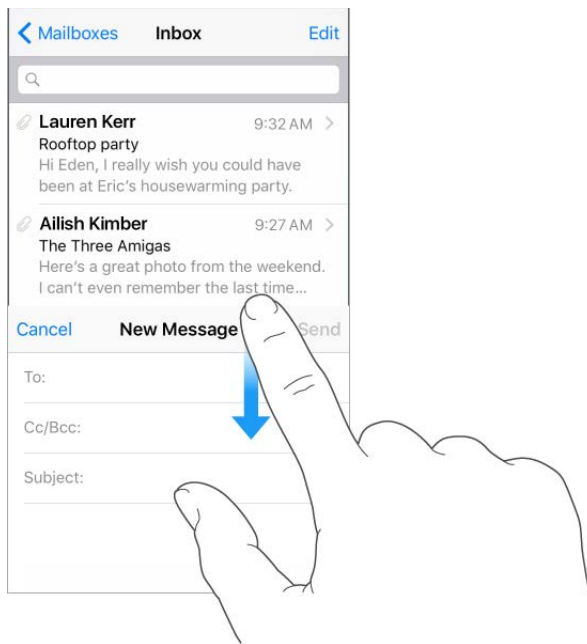 Mailboxes Inbox Edit
Lauren Kerr 9:32 AM
Rooftop party
Hi Eden, I really wish you could have
been at Eric's housewarming party.
Ailish Kimber 9:27 AM
The Three Amigas
Here's a great photo from the weekend.
I can't even remember the last time...
Cancel New Message Send
To:
Cc/Bcc:
Subject: